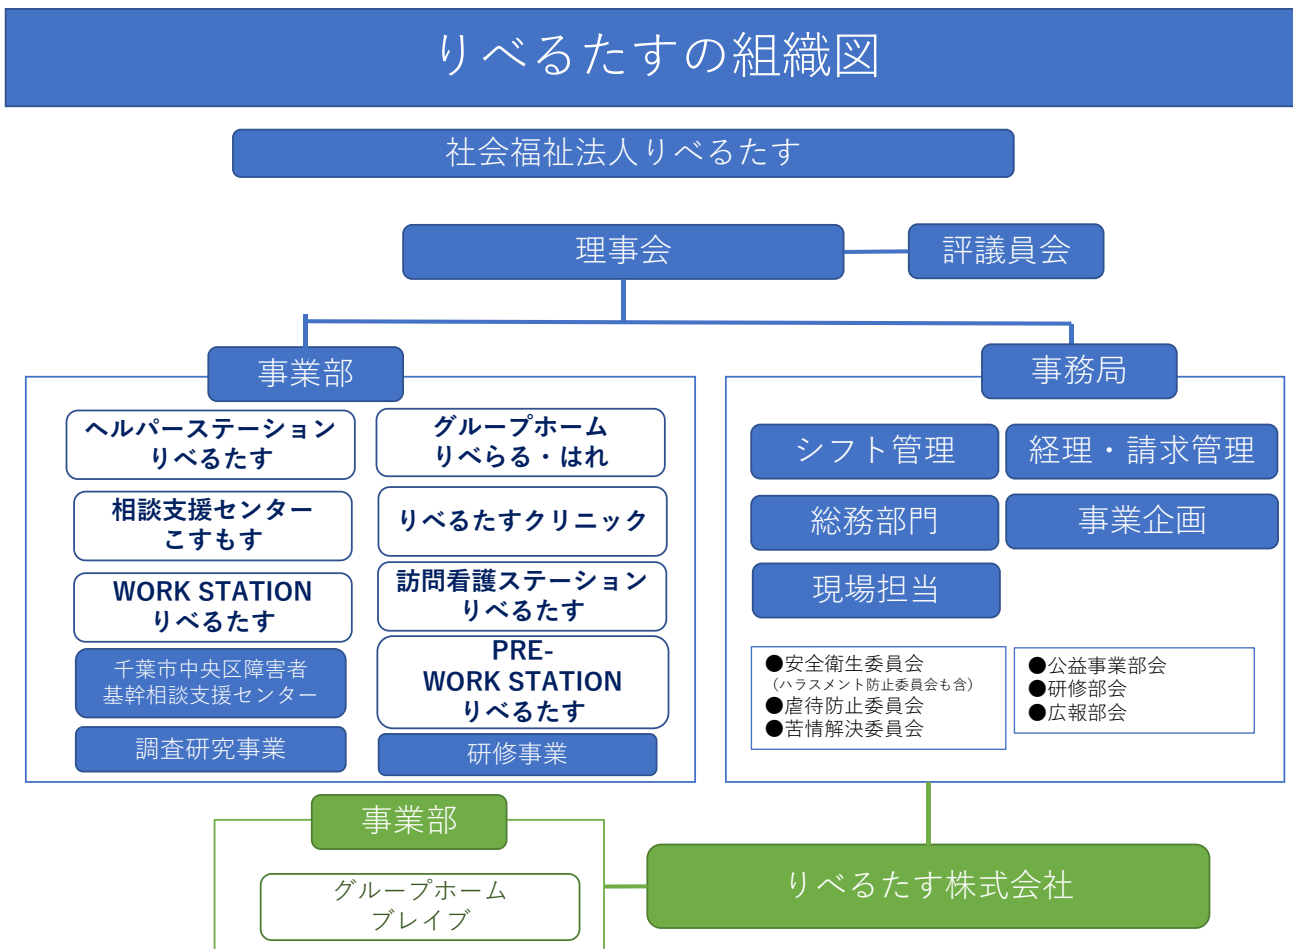 りべるたすの組織図
社会福祉法人りべるたす
理事会
評議員会
事業部
ヘルパーステーション
りべるたす
グループホーム
りべらる・はれ
相談支援センター
こすもす
りべるたすクリニック
WORK STATION
りべるたす
訪問看護ステーション
りべるたす
千葉市中央区障害者
基幹相談支援センター
PRE-
WORK STATION
りべるたす
調査研究事業
研修事業
事務局
シフト管理
経理・請求管理
総務部門
事業企画
現場担当
●安全衛生委員会
（ハラスメント防止委員会も含）
●虐待防止委員会
●苦情解決委員会
●公益事業部会
●研修部会
●広報部会
事業部
グループホーム
ブレイブ
りべるたす株式会社